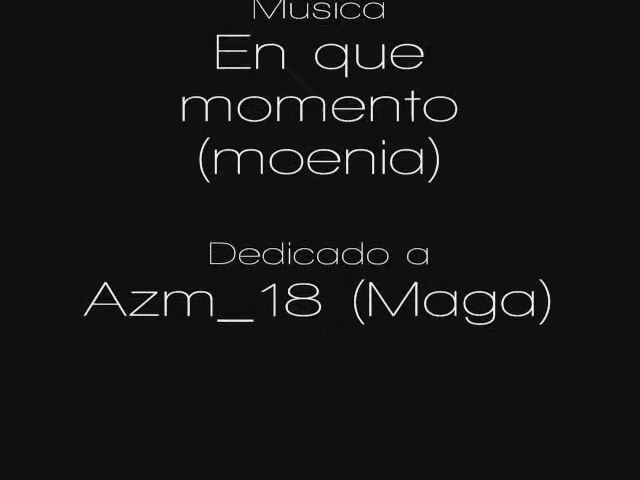 Musica
En que
momento
(moenia)
Dedicado a
Azm_18 (Maga)